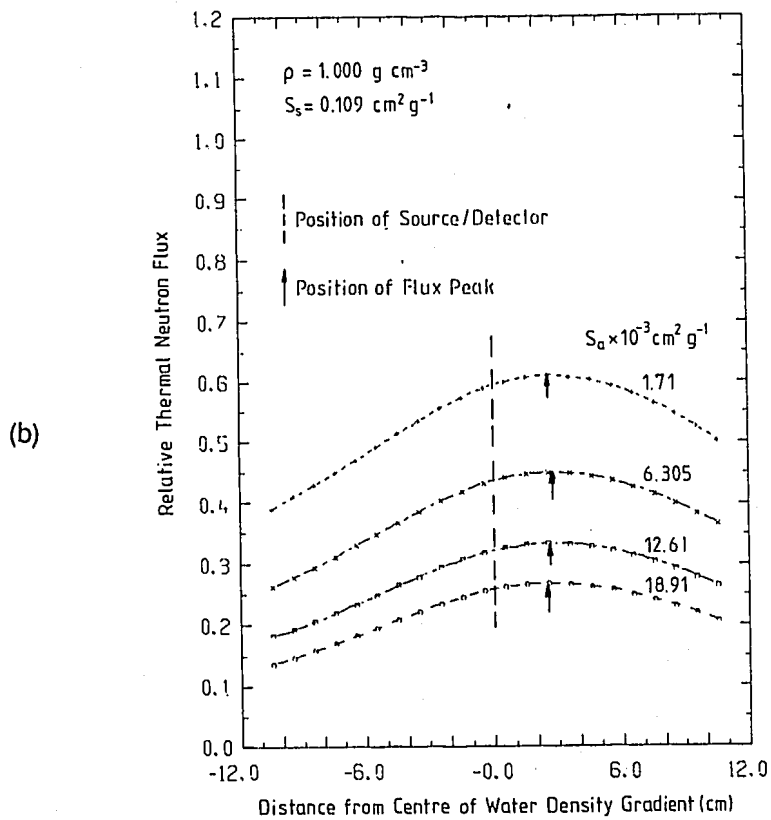 (b)
1.2
1.1
1.0
0.9
0.8
0.7
0.6
0.5
0.4
0.3
0.2
0.1
0.0
Relative Thermal Neutron Flux
ρ = 1.000 g cm⁻³
Sₛ = 0.109 cm² g⁻¹
Position of Source/Detector
Position of Flux Peak
Sₐ × 10⁻³ cm² g⁻¹
1.71
6.305
12.61
18.91
-12.0 -6.0 -0.0 6.0 12.0
Distance from Centre of Water Density Gradient (cm)